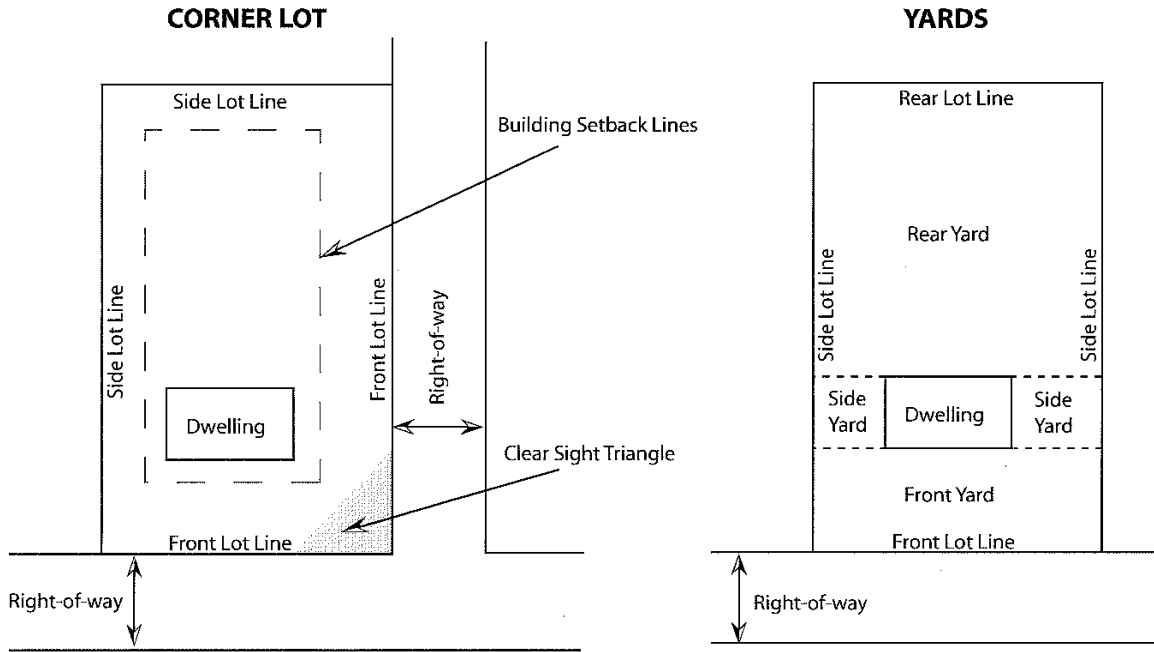 CORNER LOT
Side Lot Line
Building Setback Lines
Side Lot Line
Front Lot Line
Right-of-way
Dwelling
Clear Sight Triangle
Front Lot Line
Right-of-way
YARDS
Rear Lot Line
Rear Yard
Side Lot Line
Side Lot Line
Side
Yard
Dwelling
Side
Yard
Front Yard
Front Lot Line
Right-of-way